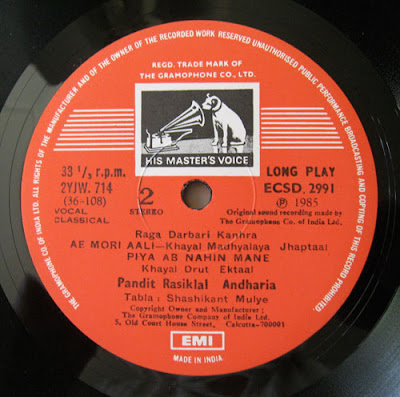 ALL RIGHTS OF THE MANUFACTURER AND OF THE OWNER OF THE RECORDED WORK RESERVED UNAUTHORISED PUBLIC PERFORMANCE BROADCASTING AND COPYING OF THIS RECORD PROHIBITED
THE GRAMOPHONE CO OF INDIA LTD.
REGD. TRADE MARK OF
THE GRAMOPHONE CO., LTD.
HIS MASTER'S VOICE
33 1/3 r.p.m.
2YJW. 714
(36-108)
VOCAL
CLASSICAL
2
STEREO
LONG PLAY
ECSD. 2991
Ⓟ 1985
Original sound recording made by
The Gramophone Co. of India Ltd.
Raga Darbari Kanhra
AE MORI AALI—Khayal Madhyalaya Jhaptaal
PIYA AB NAHIN MANE
Khayal Drut Ektaal
Pandit Rasiklal Andharia
Tabla : Shashikant Mulye
Copyright Owner and Manufacturer :
The Gramophone Company of India Ltd.
5, Old Court House Street, Calcutta-700001
EMI
MADE IN INDIA